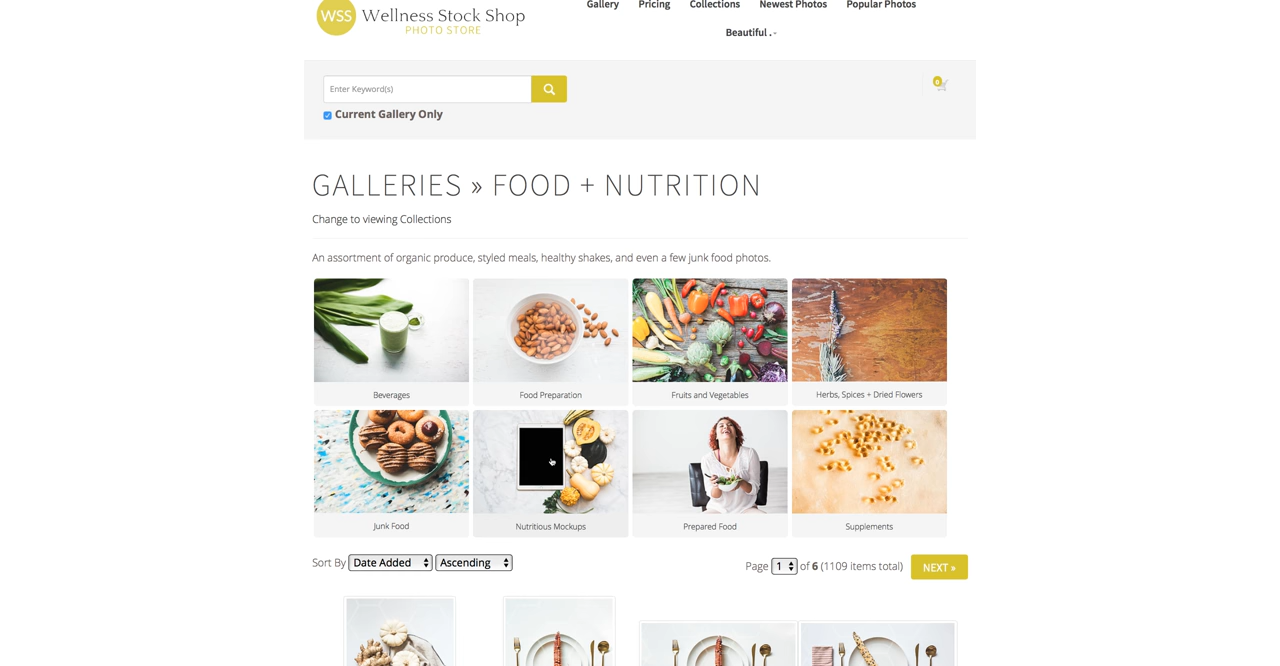 WSS Wellness Stock Shop
PHOTO STORE
Gallery Pricing Collections Newest Photos Popular Photos
Beautiful .
Enter Keyword(s)
0
Current Gallery Only
GALLERIES » FOOD + NUTRITION
Change to viewing Collections
An assortment of organic produce, styled meals, healthy shakes, and even a few junk food photos.
Beverages Food Preparation Fruits and Vegetables Herbs, Spices + Dried Flowers
Junk Food Nutritious Mockups Prepared Food Supplements
Sort By Date Added Ascending Page 1 of 6 (1109 items total) NEXT »